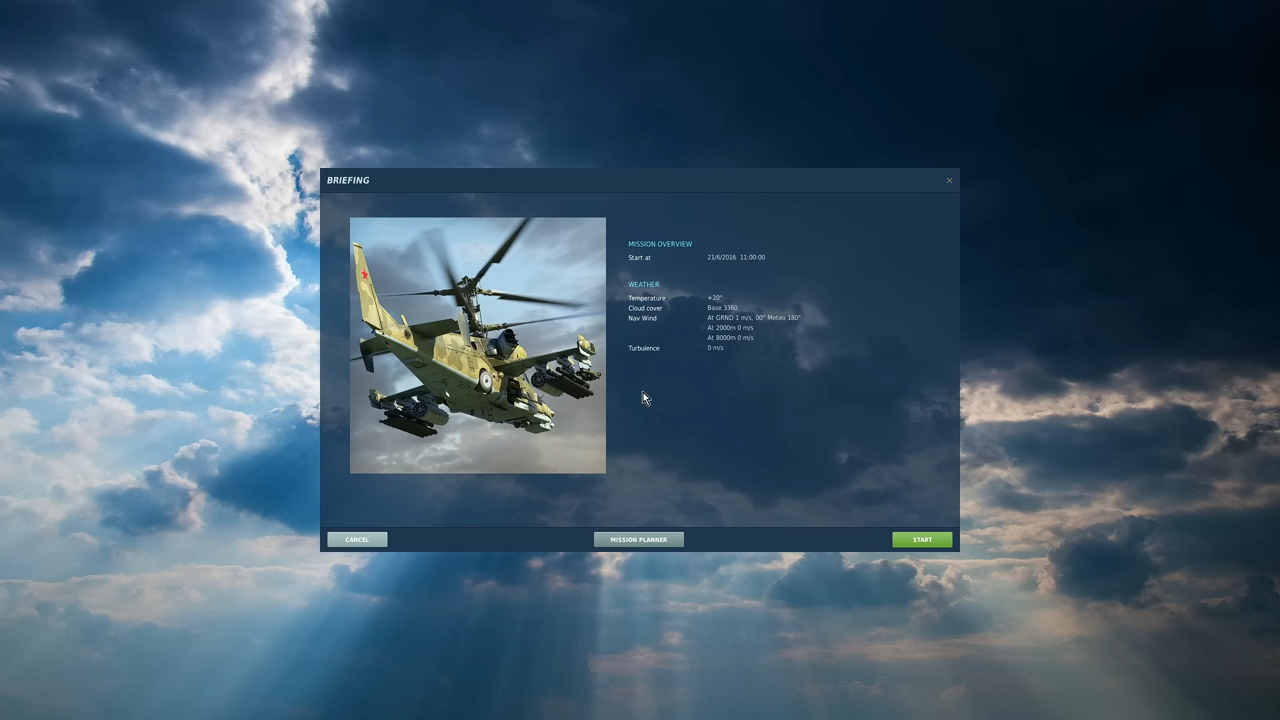 BRIEFING
MISSION OVERVIEW
Start at 21/6/2016 11:00:00
WEATHER
Temperature +20°
Cloud cover Base 3360
Nav Wind At GRND 1 m/s, 00° Meteo 180°
At 2000m 0 m/s
At 8000m 0 m/s
Turbulence 0 m/s
CANCEL MISSION PLANNER START